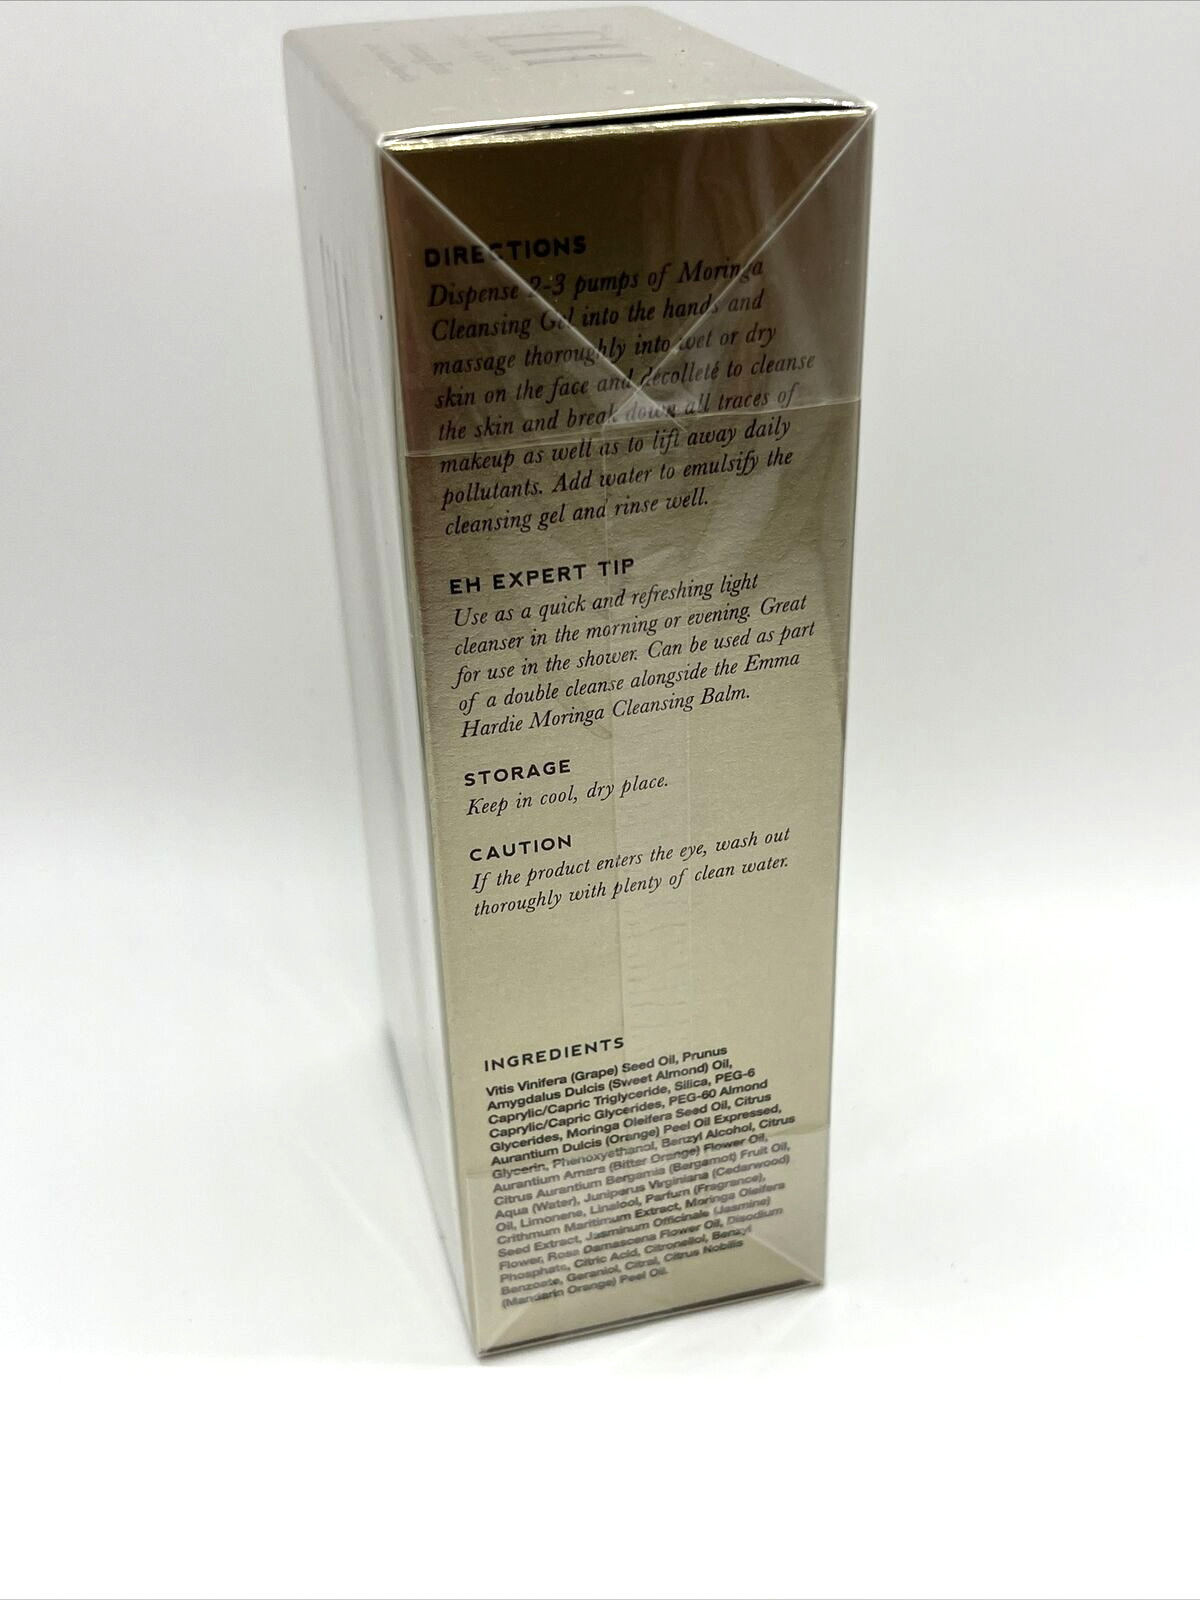 EH
DIRECTIONS
Dispense 2-3 pumps of Moringa
Cleansing Gel into the hands and
massage thoroughly into wet or dry
skin on the face and décolleté to cleanse
the skin and break down all traces of
makeup as well as to lift away daily
pollutants. Add water to emulsify the
cleansing gel and rinse well.
EH EXPERT TIP
Use as a quick and refreshing light
cleanser in the morning or evening. Great
for use in the shower. Can be used as part
of a double cleanse alongside the Emma
Hardie Moringa Cleansing Balm.
STORAGE
Keep in cool, dry place.
CAUTION
If the product enters the eye, wash out
thoroughly with plenty of clean water.
INGREDIENTS
Vitis Vinifera (Grape) Seed Oil, Prunus
Amygdalus Dulcis (Sweet Almond) Oil,
Caprylic/Capric Triglyceride, Silica, PEG-6
Caprylic/Capric Glycerides, PEG-60 Almond
Glycerides, Moringa Oleifera Seed Oil, Citrus
Aurantium Dulcis (Orange) Peel Oil Expressed,
Glycerin, Phenoxyethanol, Benzyl Alcohol, Citrus
Aurantium Amara (Bitter Orange) Flower Oil,
Citrus Aurantium Bergamia (Bergamot) Fruit Oil,
Aqua (Water), Juniperus Virginiana (Cedarwood)
Oil, Limonene, Linalool, Parfum (Fragrance),
Crithmum Maritimum Extract, Moringa Oleifera
Seed Extract, Jasminum Officinale (Jasmine)
Flower, Rosa Damascena Flower Oil, Disodium
Phosphate, Citric Acid, Citronellol, Benzyl
Benzoate, Geraniol, Citral, Citrus Nobilis
(Mandarin Orange) Peel Oil.